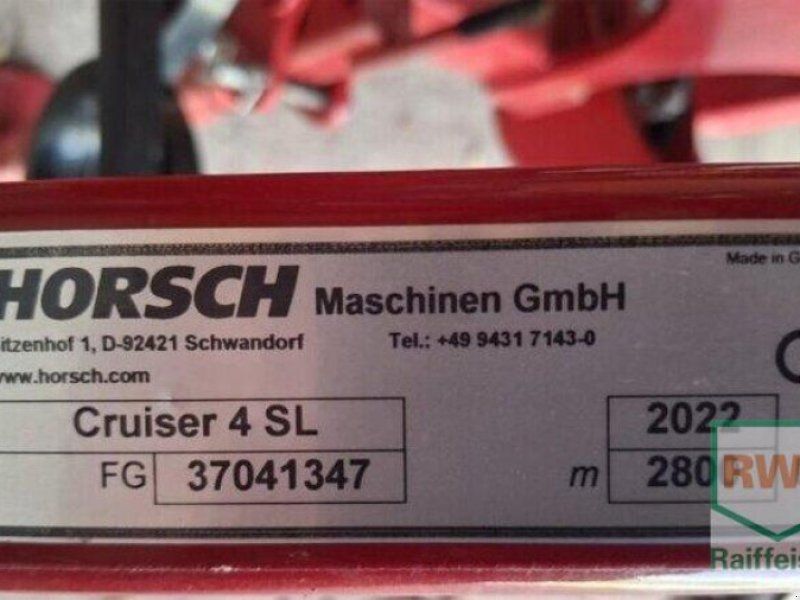 Made in G
HORSCH Maschinen GmbH
itzenhof 1, D-92421 Schwandorf Tel.: +49 9431 7143-0
www.horsch.com
Cruiser 4 SL 2022
FG 37041347 m 280
RW
Raiffeis